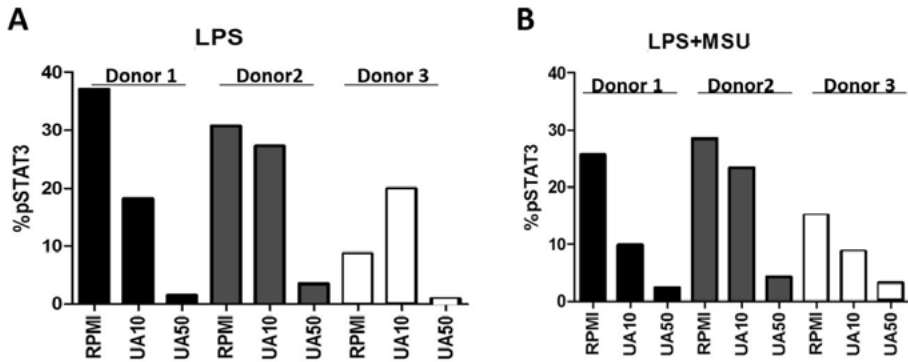 A
LPS
Donor 1 Donor2 Donor 3
%pSTAT3
40
30
20
10
0
RPMI UA10 UA50 RPMI UA10 UA50 RPMI UA10 UA50
B
LPS+MSU
Donor 1 Donor2 Donor 3
%pSTAT3
40
30
20
10
0
RPMI UA10 UA50 RPMI UA10 UA50 RPMI UA10 UA50